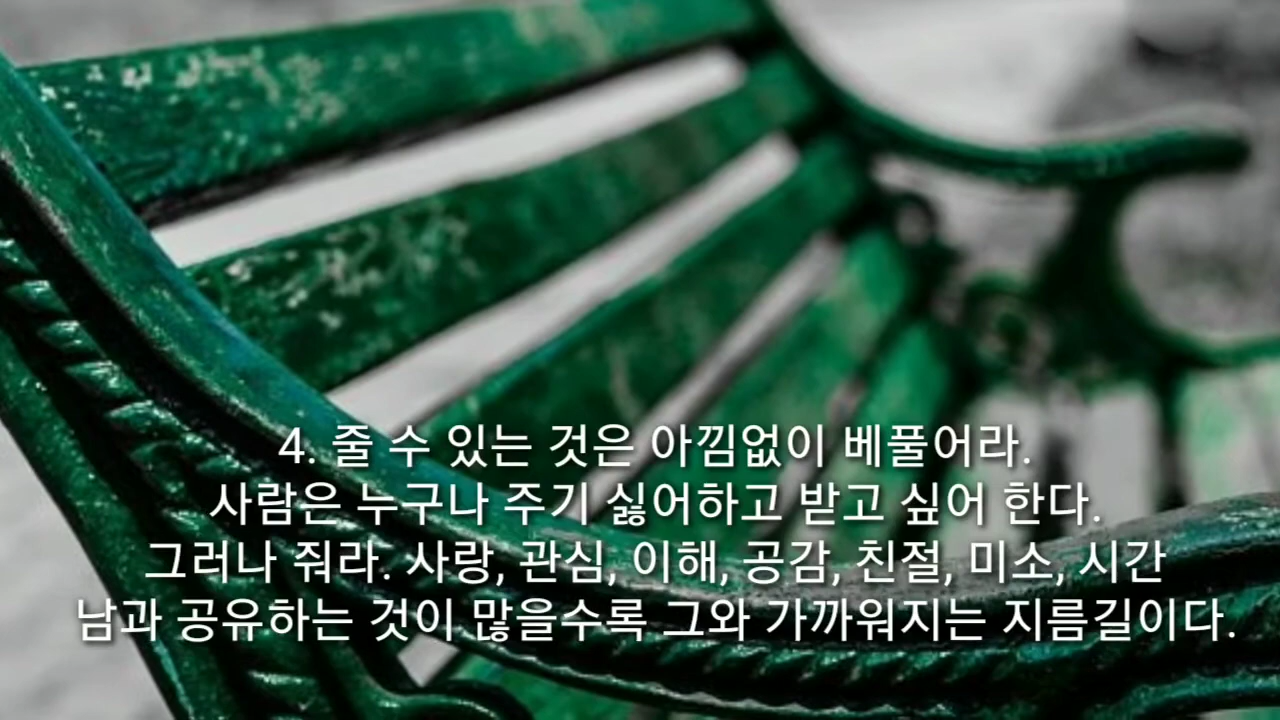 4. 줄 수 있는 것은 아낌없이 베풀어라.
사람은 누구나 주기 싫어하고 받고 싶어 한다.
그러나 줘라. 사랑, 관심, 이해, 공감, 친절, 미소, 시간
남과 공유하는 것이 많을수록 그와 가까워지는 지름길이다.